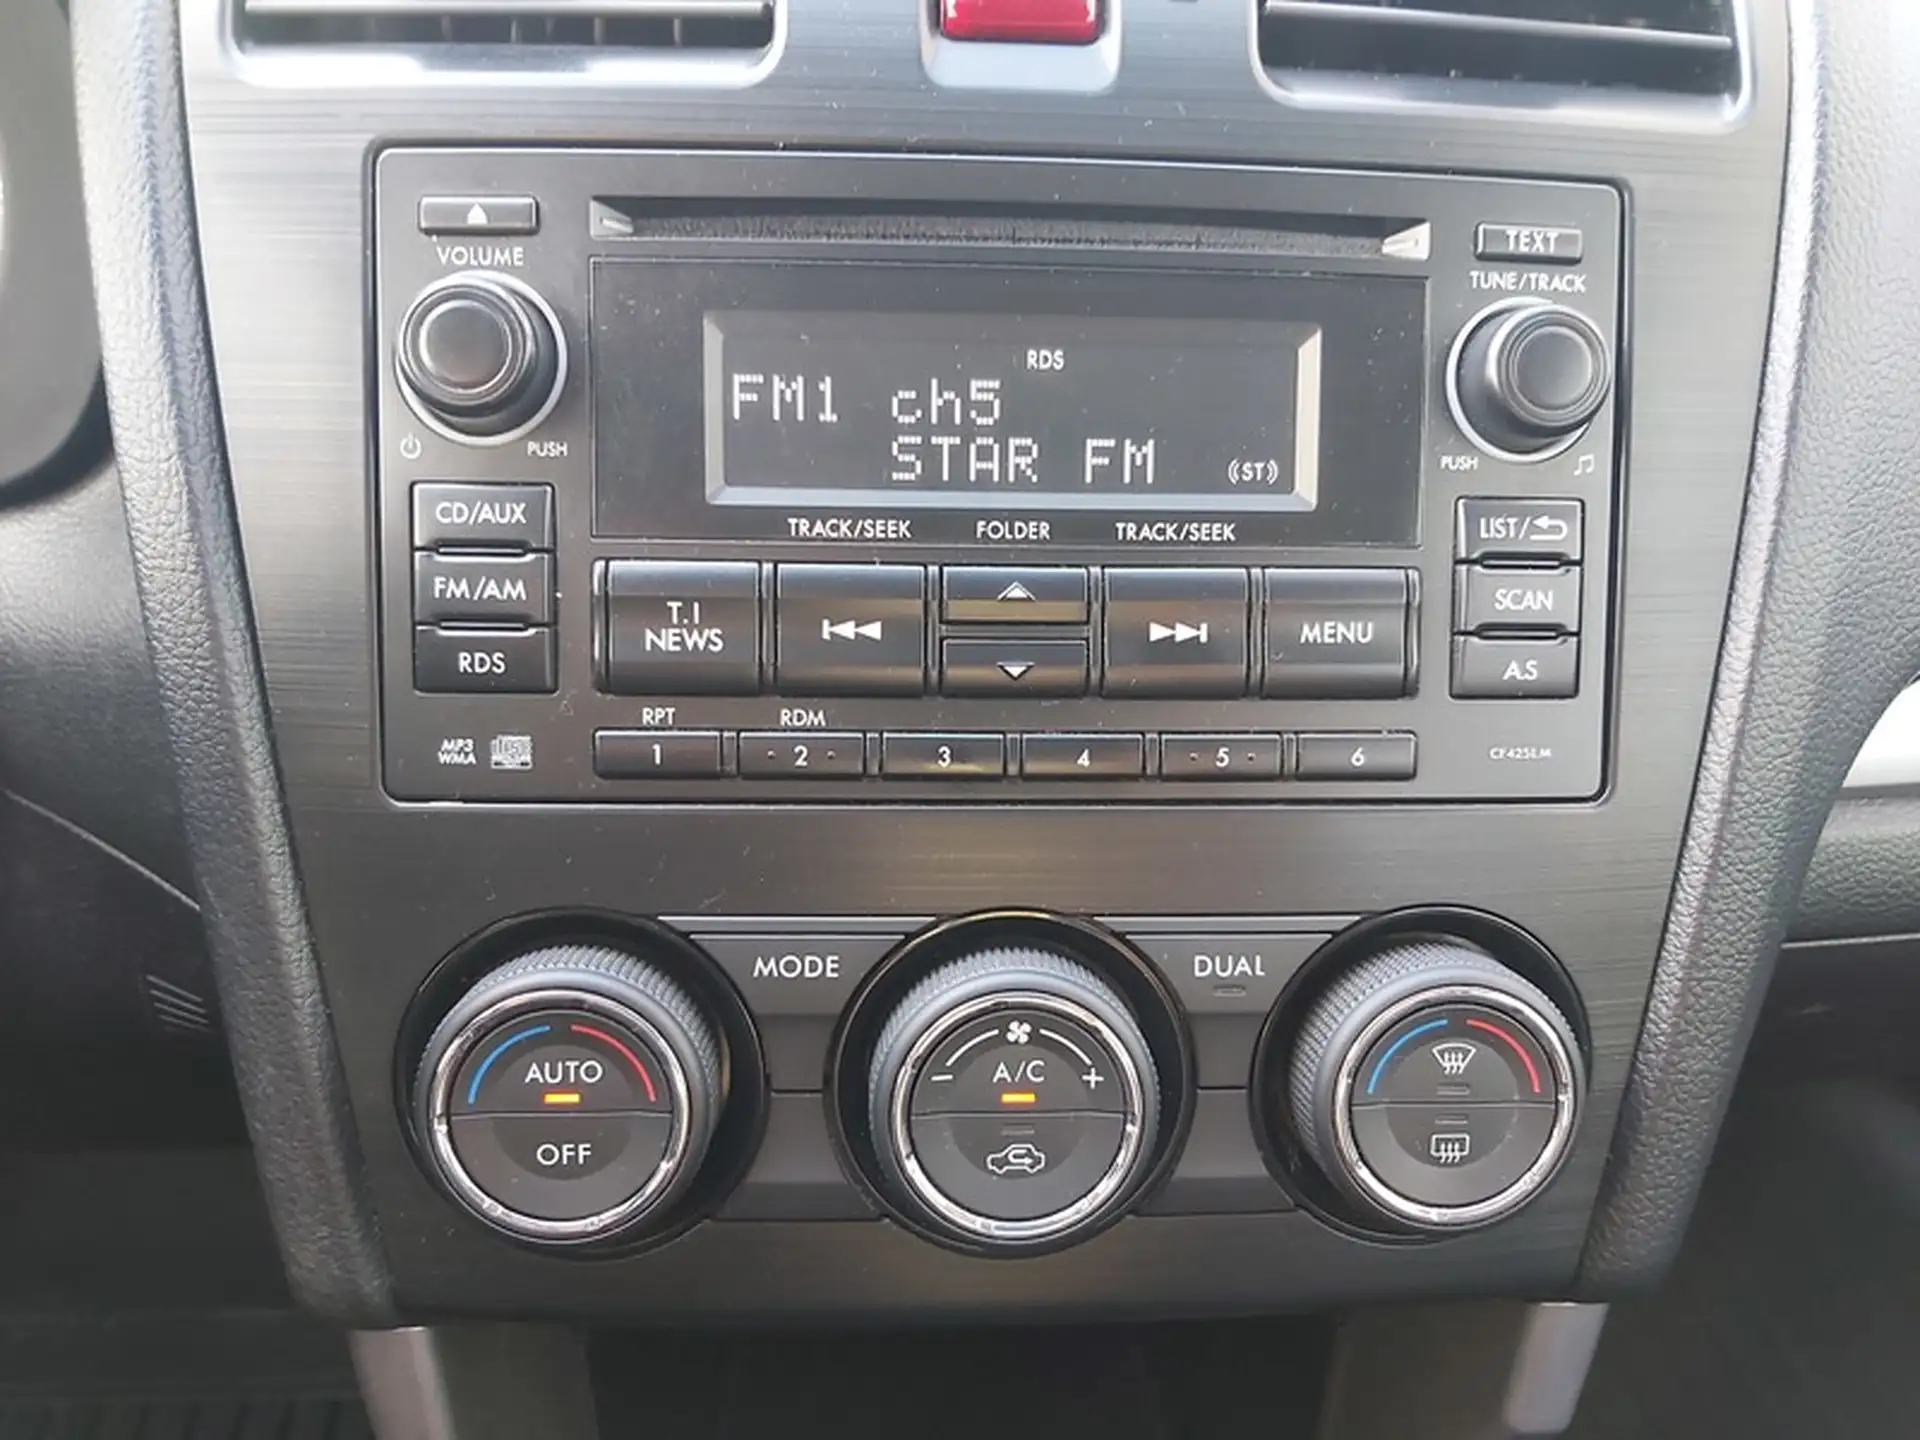 VOLUME
TEXT
TUNE/TRACK
RDS
FM1 ch5
STAR FM ((ST))
PUSH
PUSH
CD/AUX
TRACK/SEEK FOLDER TRACK/SEEK
LIST/
FM/AM
T.I
NEWS
MENU
SCAN
RDS
A.S
RPT RDM
MP3
WMA
1 2 3 4 5 6
MODE
DUAL
AUTO
OFF
− A/C +